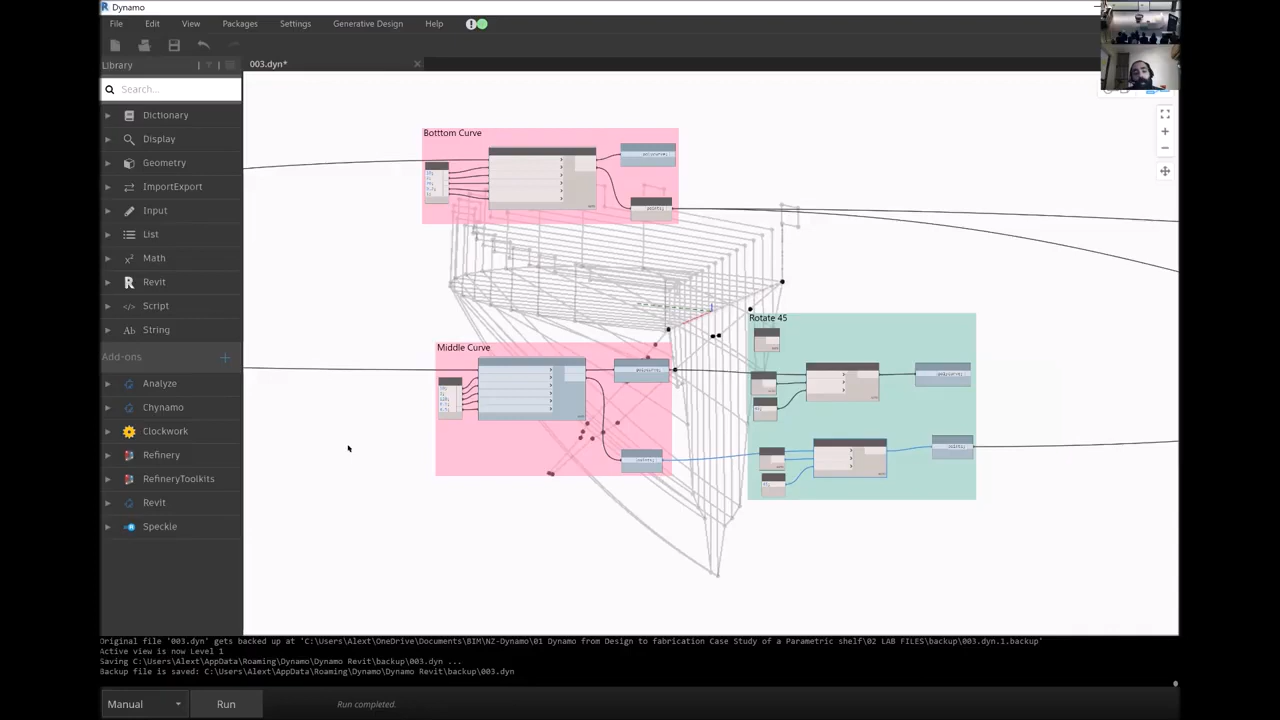 Dynamo
File Edit View Packages Settings Generative Design Help
Library
003.dyn*
Search...
Dictionary
Display
Geometry
ImportExport
Input
List
Math
Revit
Script
String
Add-ons
Analyze
Chynamo
Clockwork
Refinery
RefineryToolkits
Revit
Speckle
Botttom Curve
Middle Curve
Rotate 45
Original file '003.dyn' gets backed up at 'C:\Users\Alext\OneDrive\Documents\BIM\NZ-Dynamo\01 Dynamo from Design to fabrication Case Study of a Parametric shelf\02 LAB FILES\backup\003.dyn.1.backup'
Active view is now Level 1
Saving C:\Users\Alext\AppData\Roaming\Dynamo\Dynamo Revit\backup\003.dyn ...
Backup file is saved: C:\Users\Alext\AppData\Roaming\Dynamo\Dynamo Revit\backup\003.dyn
Manual
Run
Run completed.